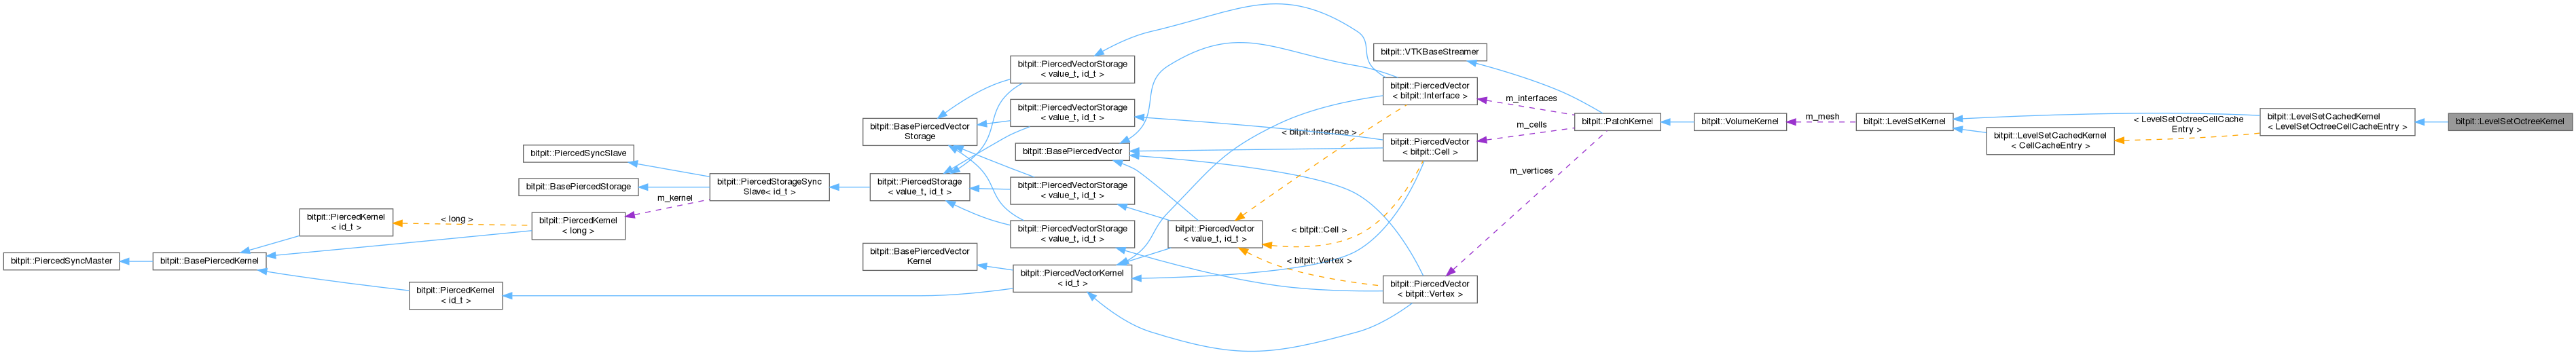 bitpit::PiercedSyncMaster
bitpit::BasePiercedKernel
bitpit::PiercedKernel
< id_t >
< long >
bitpit::PiercedKernel
< long >
bitpit::PiercedKernel
< id_t >
bitpit::PiercedSyncSlave
bitpit::BasePiercedStorage
m_kernel
bitpit::PiercedStorageSync
Slave< id_t >
bitpit::BasePiercedVector
Storage
bitpit::PiercedStorage
< value_t, id_t >
bitpit::BasePiercedVector
Kernel
bitpit::PiercedVectorStorage
< value_t, id_t >
bitpit::PiercedVectorStorage
< value_t, id_t >
bitpit::BasePiercedVector
bitpit::PiercedVectorStorage
< value_t, id_t >
bitpit::PiercedVectorStorage
< value_t, id_t >
bitpit::PiercedVectorKernel
< id_t >
bitpit::PiercedVector
< value_t, id_t >
< bitpit::Interface >
< bitpit::Cell >
< bitpit::Vertex >
bitpit::VTKBaseStreamer
bitpit::PiercedVector
< bitpit::Interface >
bitpit::PiercedVector
< bitpit::Cell >
bitpit::PiercedVector
< bitpit::Vertex >
m_interfaces
m_cells
m_vertices
bitpit::PatchKernel
bitpit::VolumeKernel
m_mesh
bitpit::LevelSetKernel
bitpit::LevelSetCachedKernel
< CellCacheEntry >
< LevelSetOctreeCellCache
Entry >
bitpit::LevelSetCachedKernel
< LevelSetOctreeCellCacheEntry >
bitpit::LevelSetOctreeKernel